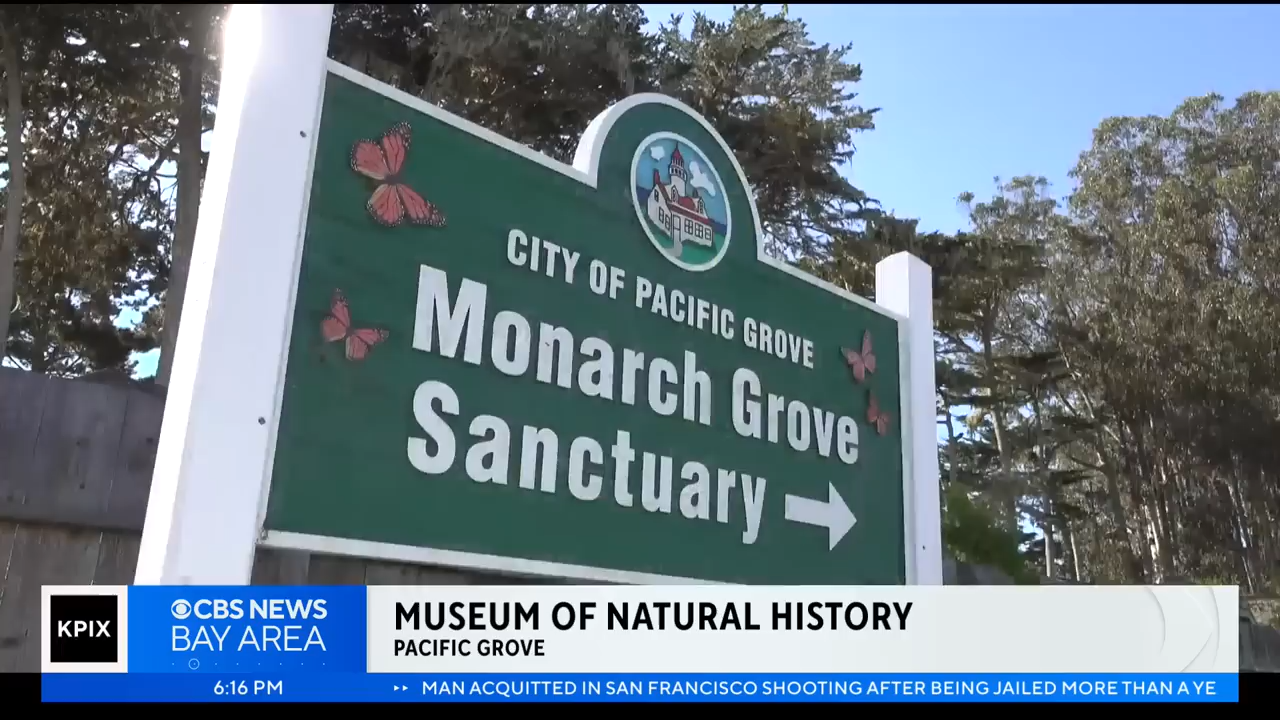 CITY OF PACIFIC GROVE
Monarch Grove
Sanctuary
KPIX
CBS NEWS
BAY AREA
MUSEUM OF NATURAL HISTORY
PACIFIC GROVE
6:16 PM
MAN ACQUITTED IN SAN FRANCISCO SHOOTING AFTER BEING JAILED MORE THAN A YE